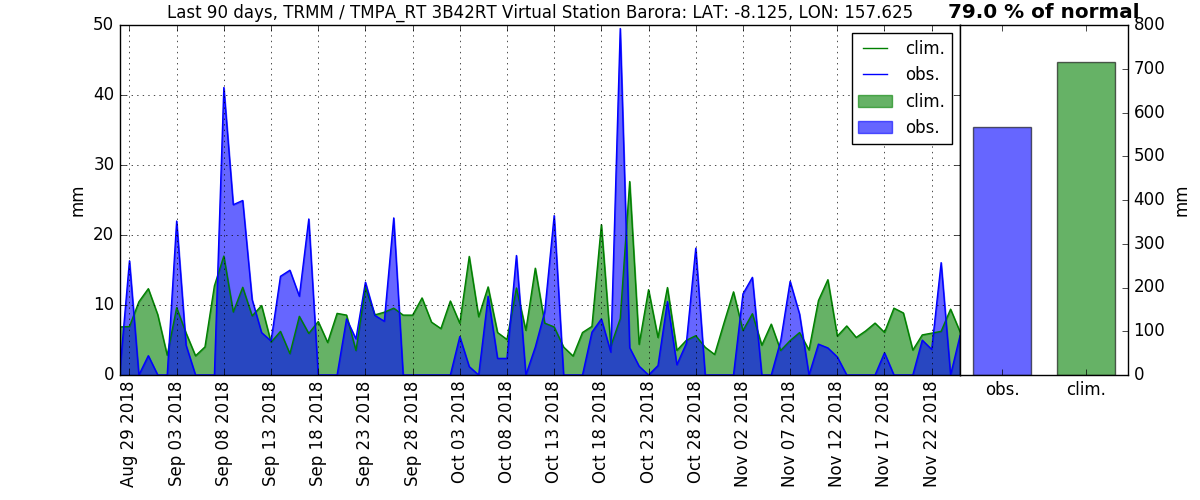 Last 90 days, TRMM / TMPA_RT 3B42RT Virtual Station Barora: LAT: -8.125, LON: 157.625
79.0 % of normal
mm
50
40
30
20
10
0
clim.
obs.
clim.
obs.
800
700
600
500
400
300
200
100
0
mm
Aug 29 2018
Sep 03 2018
Sep 08 2018
Sep 13 2018
Sep 18 2018
Sep 23 2018
Sep 28 2018
Oct 03 2018
Oct 08 2018
Oct 13 2018
Oct 18 2018
Oct 23 2018
Oct 28 2018
Nov 02 2018
Nov 07 2018
Nov 12 2018
Nov 17 2018
Nov 22 2018
obs.
clim.